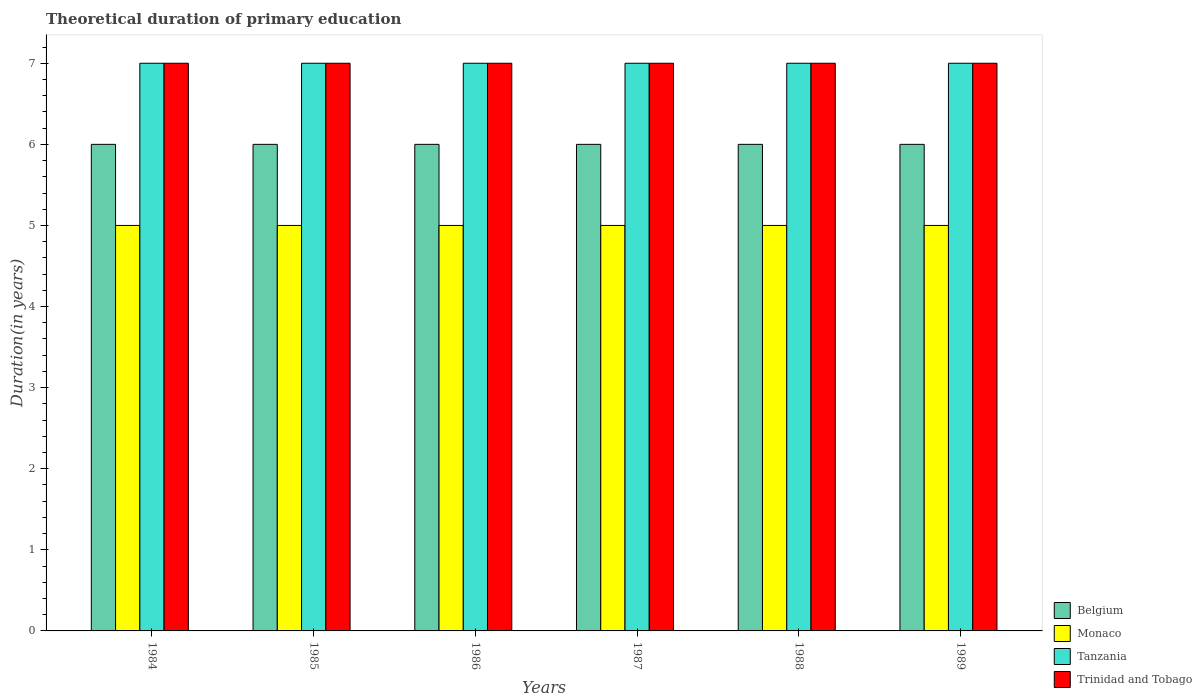 Theoretical duration of primary education
Duration(in years)
7
6
5
4
3
2
1
0
1984
1985
1986
1987
1988
1989
Years
Belgium
Monaco
Tanzania
Trinidad and Tobago